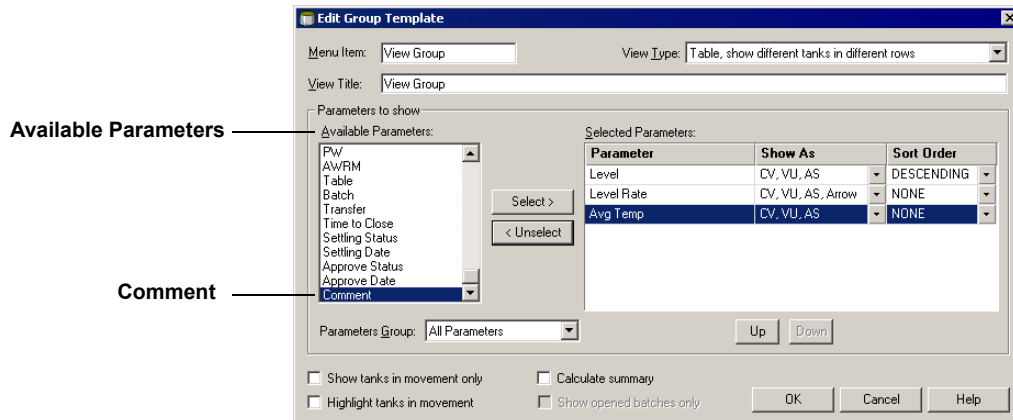 Edit Group Template
Menu Item: View Group View Type: Table, show different tanks in different rows
View Title: View Group
Parameters to show
Available Parameters
Available Parameters:
PW
AWRM
Table
Batch
Transfer
Time to Close
Settling Status
Settling Date
Approve Status
Approve Date
Comment
Comment
Select >
< Unselect
Selected Parameters:
Parameter Show As Sort Order
Level CV, VU, AS DESCENDING
Level Rate CV, VU, AS, Arrow NONE
Avg Temp CV, VU, AS NONE
Parameters Group: All Parameters
Up Down
Show tanks in movement only Calculate summary
Highlight tanks in movement Show opened batches only
OK Cancel Help